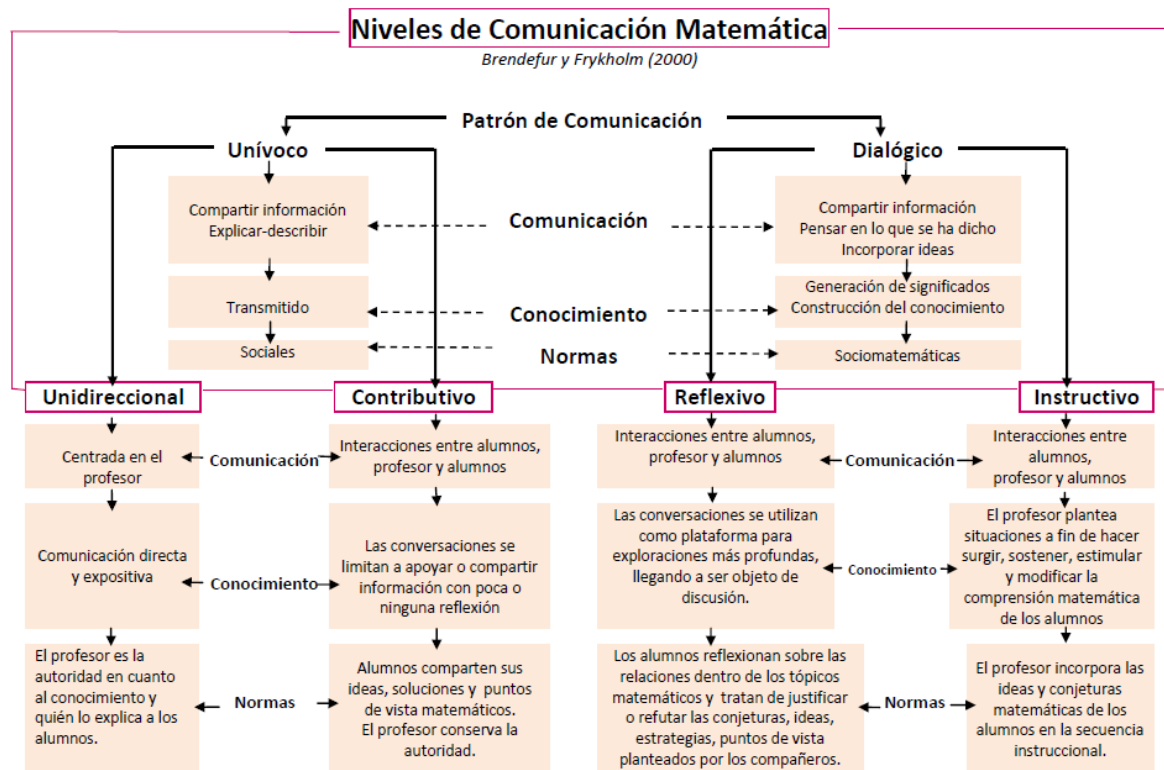 Niveles de Comunicación Matemática
Brendefur y Frykholm (2000)
Patrón de Comunicación
Unívoco
Dialógico
Compartir información
Explicar-describir
Comunicación
Compartir información
Pensar en lo que se ha dicho
Incorporar ideas
Transmitido
Conocimiento
Generación de significados
Construcción del conocimiento
Sociales
Normas
Sociomatemáticas
Unidireccional
Contributivo
Reflexivo
Instructivo
Centrada en el
profesor
Comunicación
Interacciones entre alumnos,
profesor y alumnos
Interacciones entre alumnos,
profesor y alumnos
Comunicación
Interacciones entre
alumnos,
profesor y alumnos
Comunicación directa
y expositiva
Conocimiento
Las conversaciones se
limitan a apoyar o compartir
información con poca o
ninguna reflexión
Las conversaciones se utilizan
como plataforma para
exploraciones más profundas,
llegando a ser objeto de
discusión.
Conocimiento
El profesor plantea
situaciones a fin de hacer
surgir, sostener, estimular
y modificar la
comprensión matemática
de los alumnos
El profesor es la
autoridad en cuanto
al conocimiento y
quién lo explica a los
alumnos.
Normas
Alumnos comparten sus
ideas, soluciones y puntos
de vista matemáticos.
El profesor conserva la
autoridad.
Los alumnos reflexionan sobre las
relaciones dentro de los tópicos
matemáticos y tratan de justificar
o refutar las conjeturas, ideas,
estrategias, puntos de vista
planteados por los compañeros.
Normas
El profesor incorpora las
ideas y conjeturas
matemáticas de los
alumnos en la secuencia
instruccional.